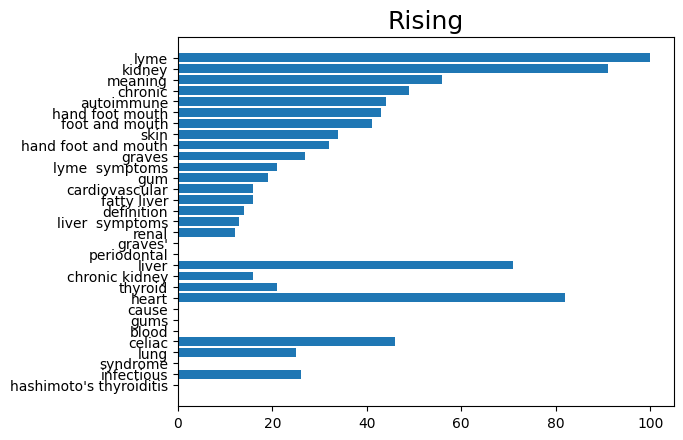 Rising
lyme
kidney
meaning
chronic
autoimmune
hand foot mouth
foot and mouth
skin
hand foot and mouth
graves
lyme  symptoms
gum
cardiovascular
fatty liver
definition
liver  symptoms
renal
graves'
periodontal
liver
chronic kidney
thyroid
heart
cause
gums
blood
celiac
lung
syndrome
infectious
hashimoto's thyroiditis
0 20 40 60 80 100